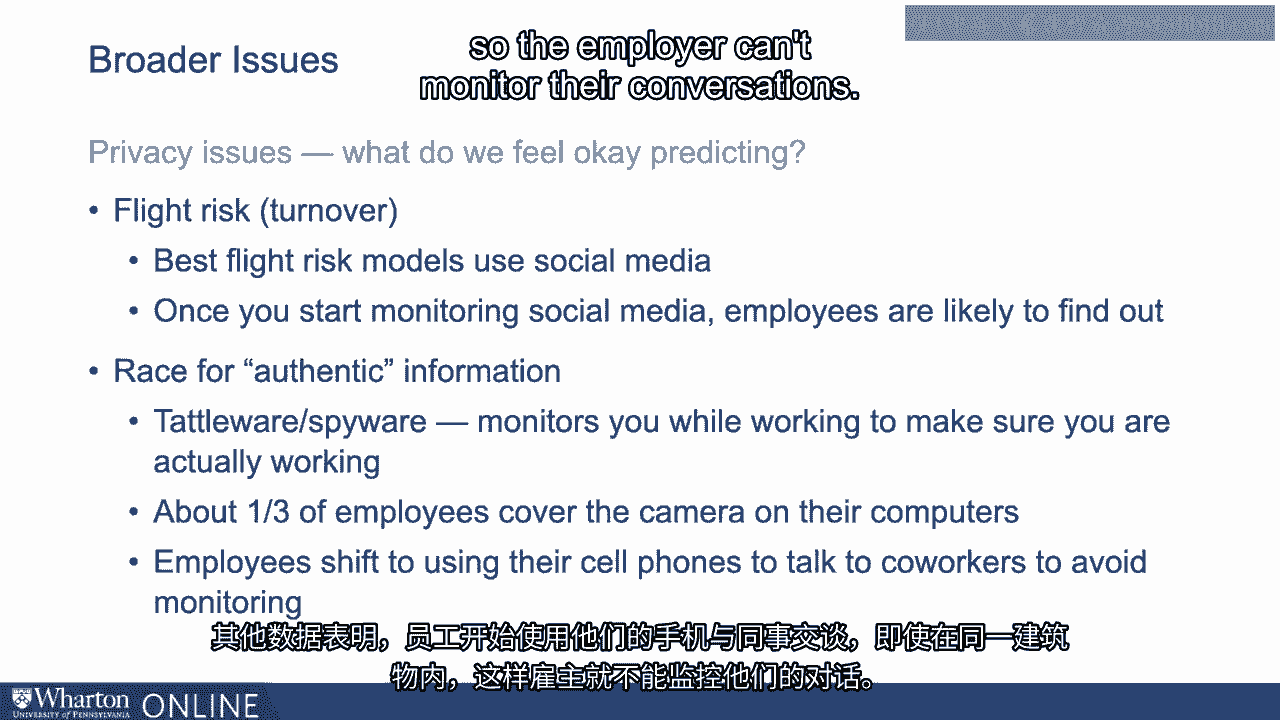 so the employer can't
monitor their conversations.
Broader Issues
Privacy issues — what do we feel okay predicting?
• Flight risk (turnover)
• Best flight risk models use social media
• Once you start monitoring social media, employees are likely to find out
• Race for “authentic” information
• Tattleware/spyware — monitors you while working to make sure you are
actually working
• About 1/3 of employees cover the camera on their computers
• Employees shift to using their cell phones to talk to coworkers to avoid
monitoring
其他数据表明，员工开始使用他们的手机与同事交谈，即使在同一建筑
物内，这样雇主就不能监控他们的对话。
Wharton ONLINE
UNIVERSITY of PENNSYLVANIA